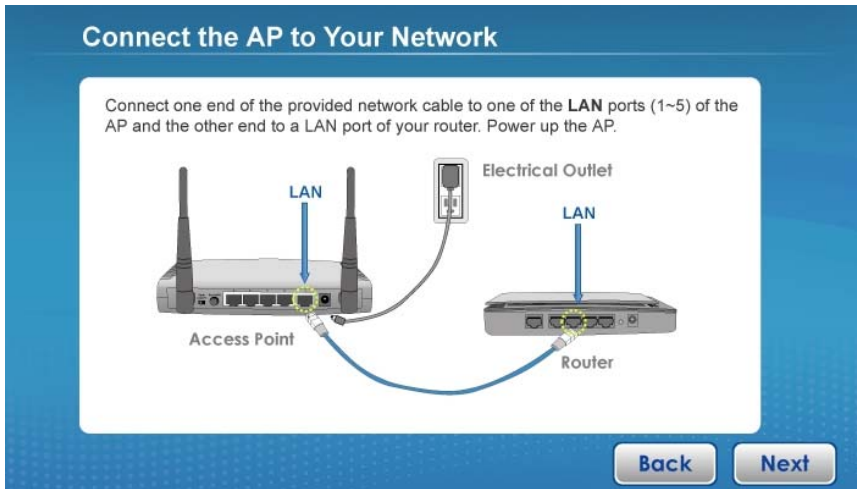 Connect the AP to Your Network
Connect one end of the provided network cable to one of the LAN ports (1~5) of the
AP and the other end to a LAN port of your router. Power up the AP.
Electrical Outlet
LAN
LAN
Access Point
Router
Back
Next